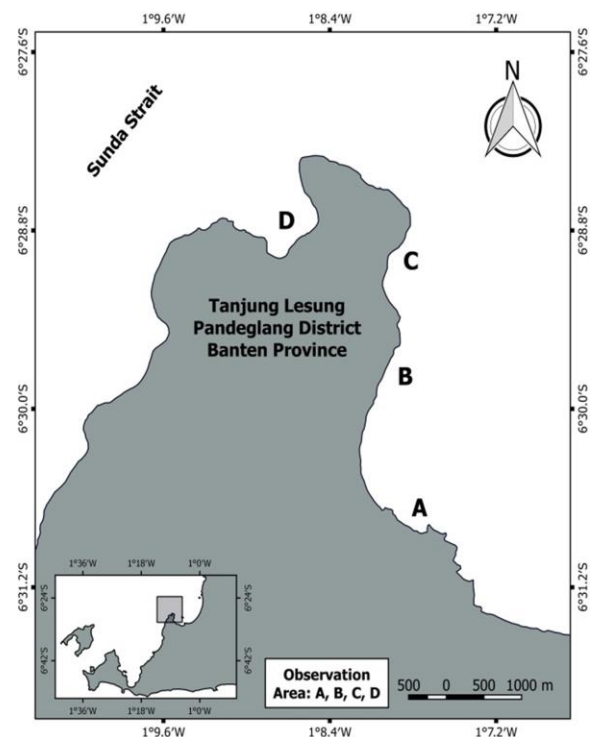 1°9.6'W 1°8.4'W 1°7.2'W
6°27.6'S 6°27.6'S
N
Sunda Strait
6°28.8'S 6°28.8'S
D
C
Tanjung Lesung
Pandeglang District
Banten Province
B
6°30.0'S 6°30.0'S
A
6°31.2'S 6°31.2'S
1°36'W 1°18'W 1°0'W
6°24'S 6°24'S
6°42'S 6°42'S
1°36'W 1°18'W 1°0'W
Observation
Area: A, B, C, D
500 0 500 1000 m
1°9.6'W 1°8.4'W 1°7.2'W